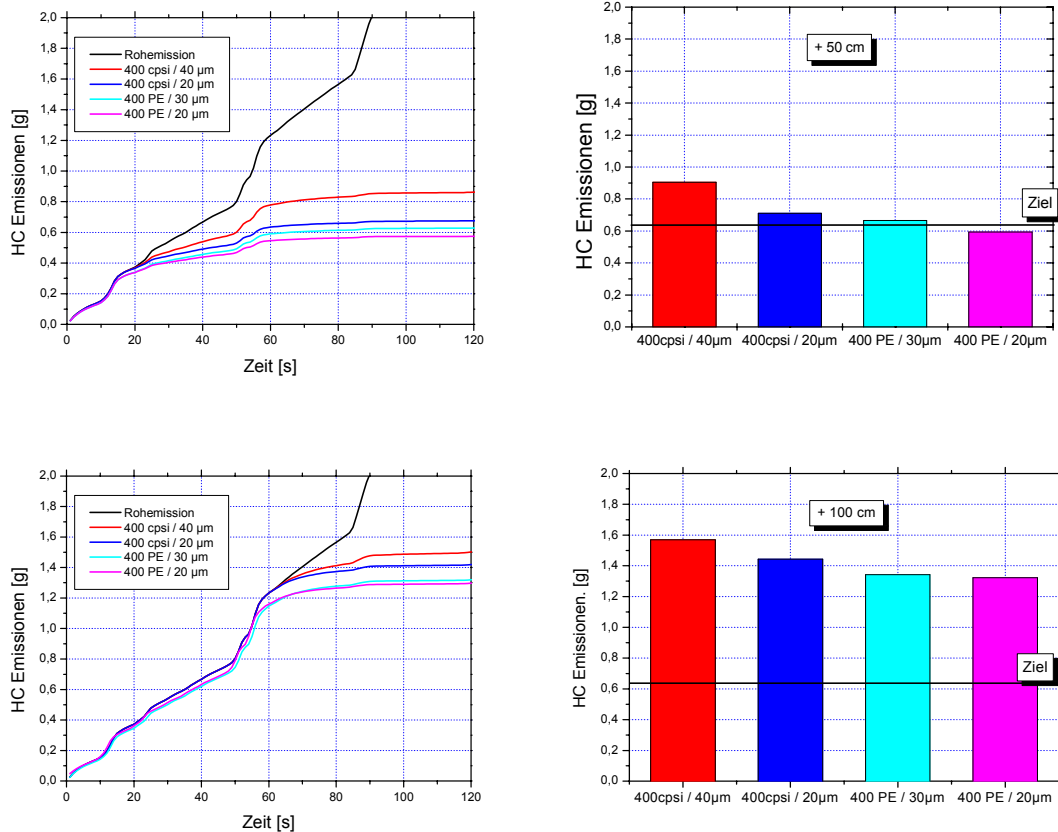 2,0
1,8
1,6
1,4
1,2
1,0
0,8
0,6
0,4
0,2
0,0
HC Emissionen [g]
Rohemission
400 cpsi / 40 µm
400 cpsi / 20 µm
400 PE / 30 µm
400 PE / 20 µm
0 20 40 60 80 100 120
Zeit [s]
2,0
1,8
1,6
1,4
1,2
1,0
0,8
0,6
0,4
0,2
0,0
HC Emissionen [g]
+ 50 cm
Ziel
400cpsi / 40µm 400cpsi / 20µm 400 PE / 30µm 400 PE / 20µm
2,0
1,8
1,6
1,4
1,2
1,0
0,8
0,6
0,4
0,2
0,0
HC Emissionen [g]
Rohemission
400 cpsi / 40 µm
400 cpsi / 20 µm
400 PE / 30 µm
400 PE / 20 µm
0 20 40 60 80 100 120
Zeit [s]
2,0
1,8
1,6
1,4
1,2
1,0
0,8
0,6
0,4
0,2
0,0
HC Emissionen. [g]
+ 100 cm
Ziel
400cpsi / 40µm 400cpsi / 20µm 400 PE / 30µm 400 PE / 20µm